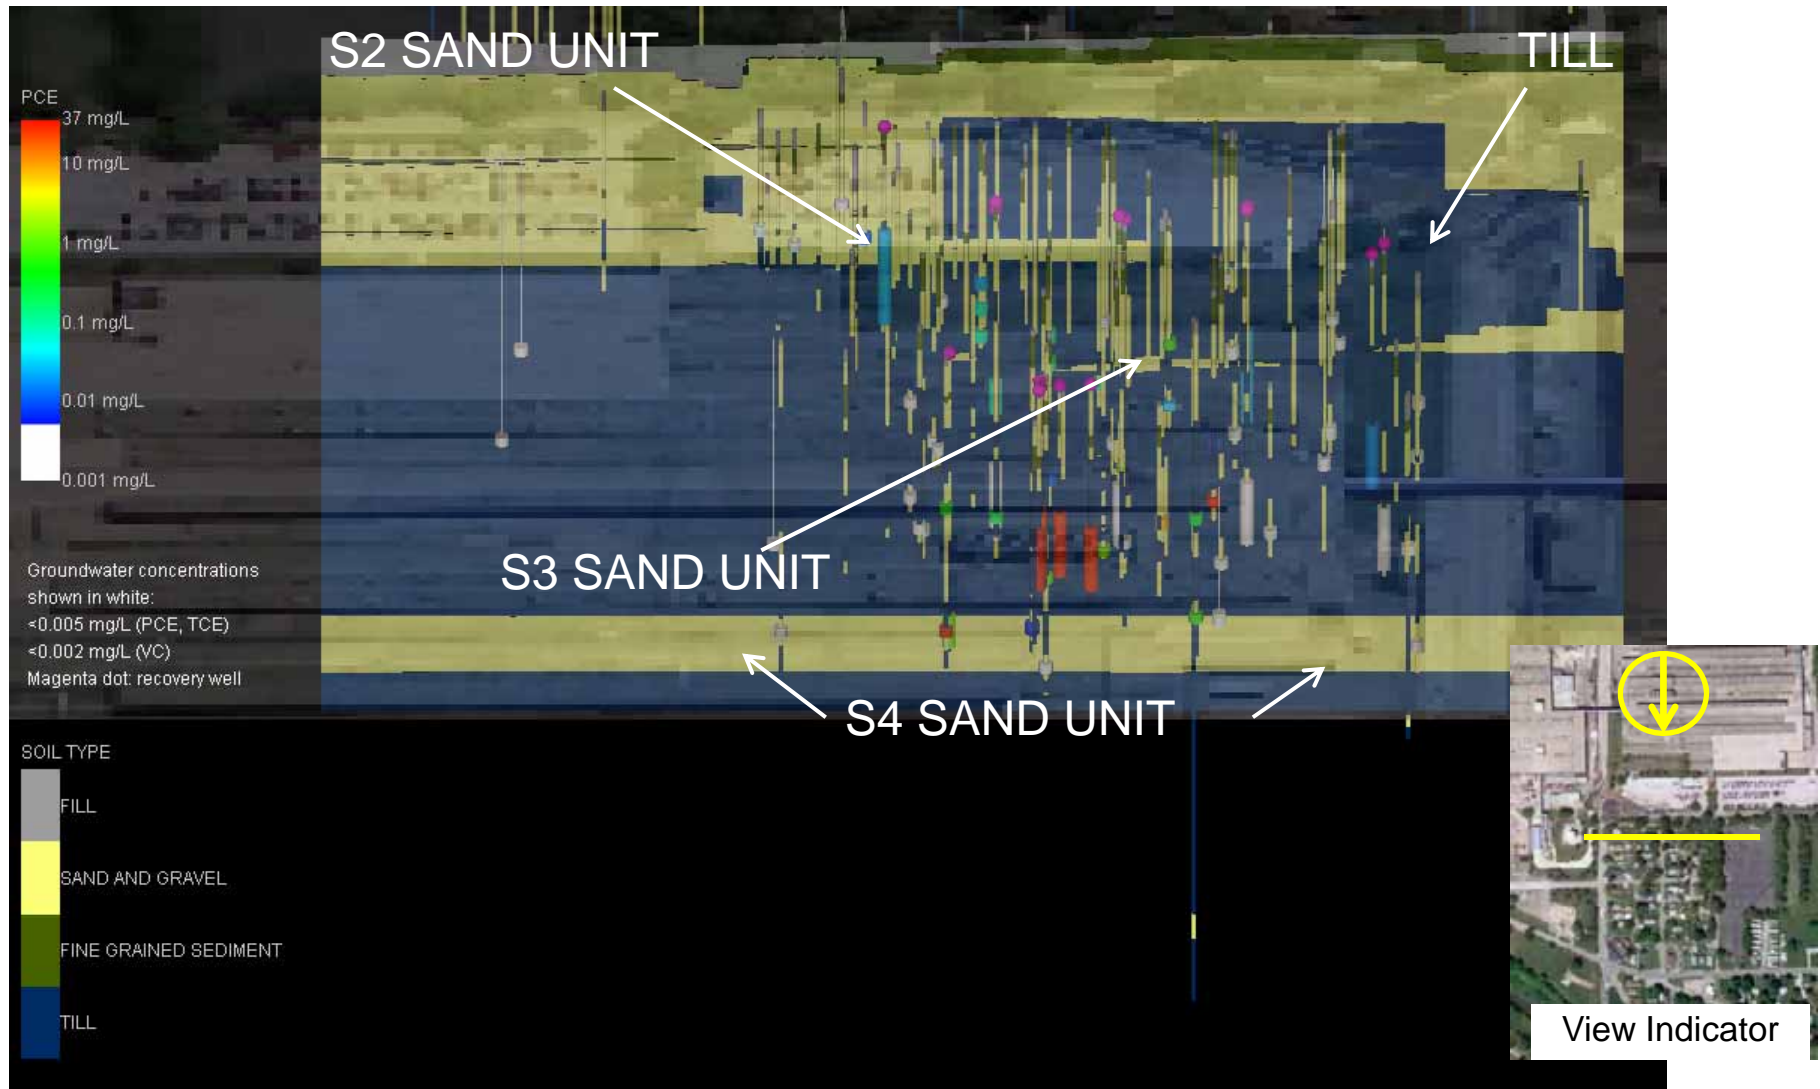 S2 SAND UNIT
TILL
PCE
37 mg/L
10 mg/L
1 mg/L
0.1 mg/L
0.01 mg/L
0.001 mg/L
Groundwater concentrations
shown in white:
<0.005 mg/L (PCE, TCE)
<0.002 mg/L (VC)
Magenta dot: recovery well
S3 SAND UNIT
S4 SAND UNIT
SOIL TYPE
FILL
SAND AND GRAVEL
FINE GRAINED SEDIMENT
TILL
View Indicator